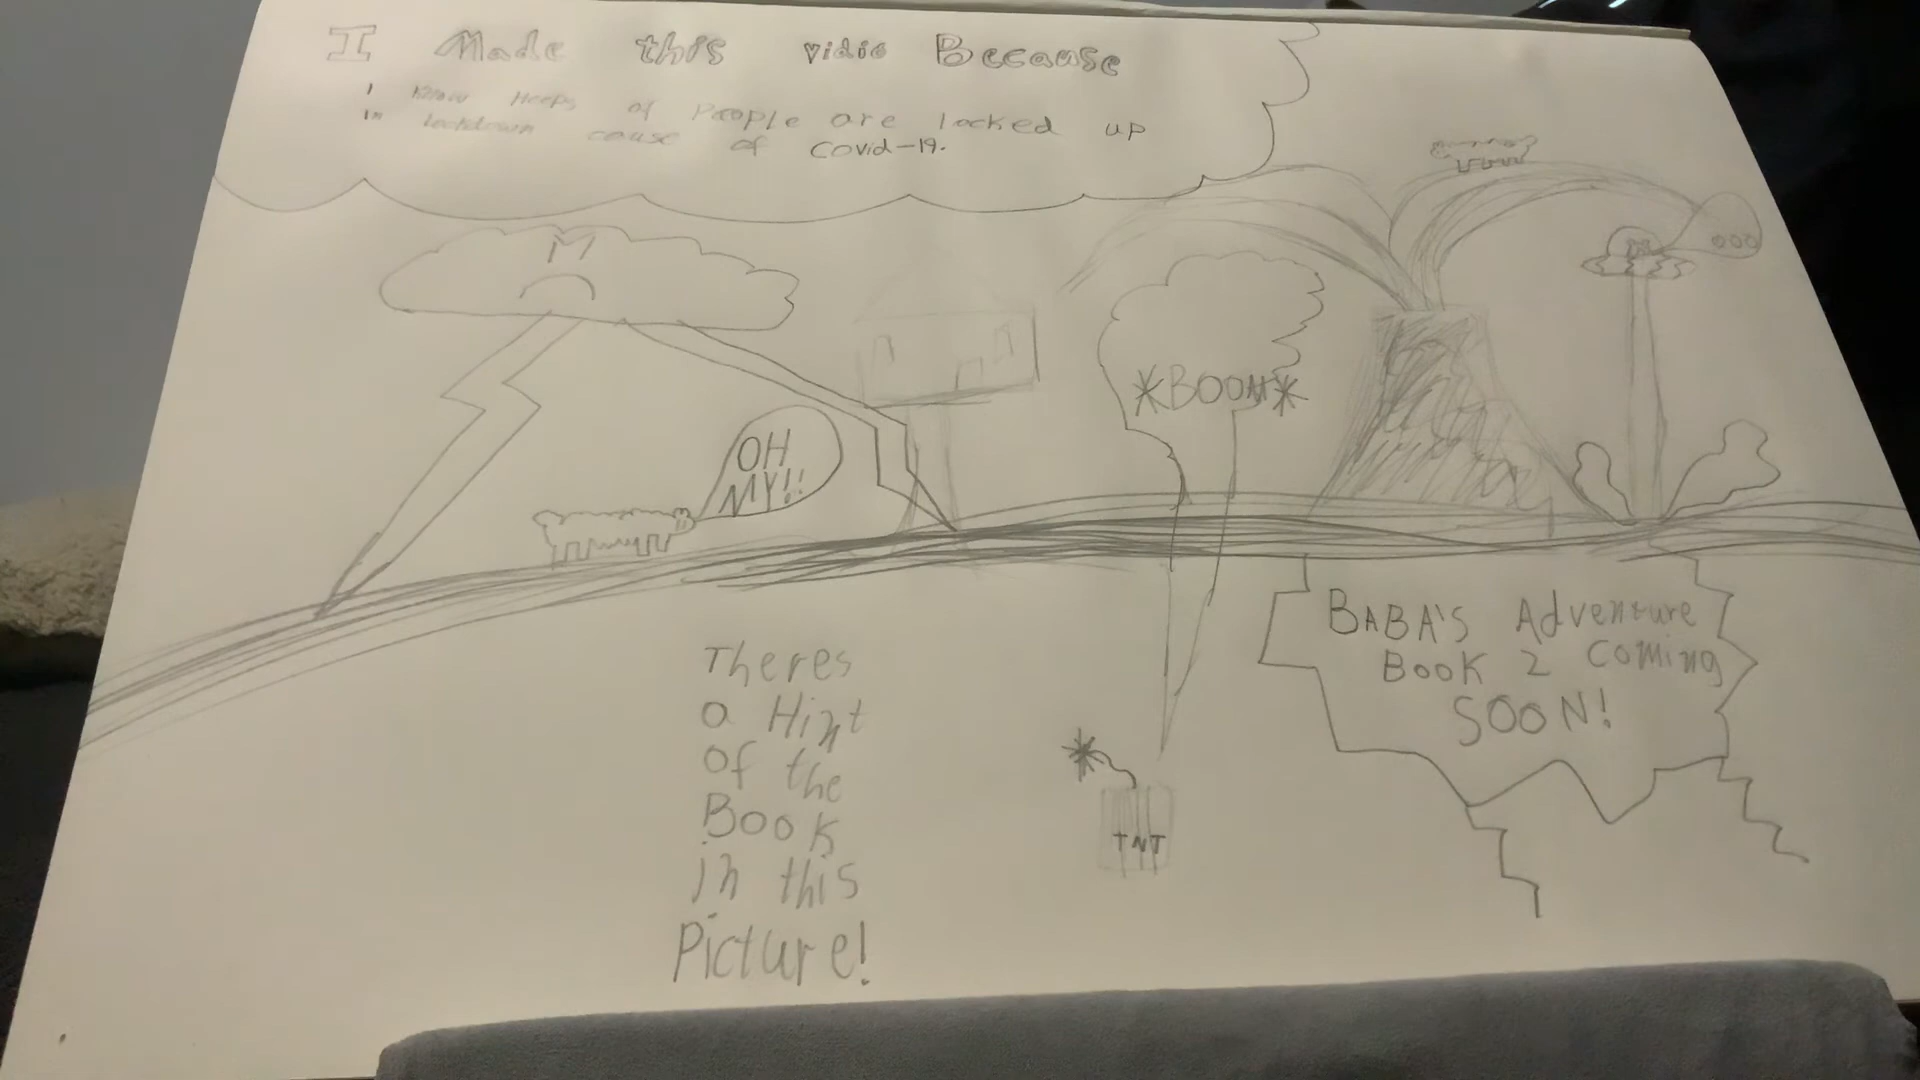 I Made this vidio Because
I know Heeps of People are locked up
in lockdown cause of Covid-19.
M
OH
MY!!
*BOOM*
ooo
Theres
a Hint
of the
Book
in this
Picture!
TNT
BABA'S Adventure
Book 2 Coming
SOON!